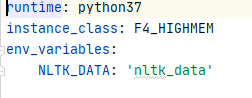 runtime: python37
instance_class: F4_HIGHMEM
env_variables:
    NLTK_DATA: 'nltk_data'